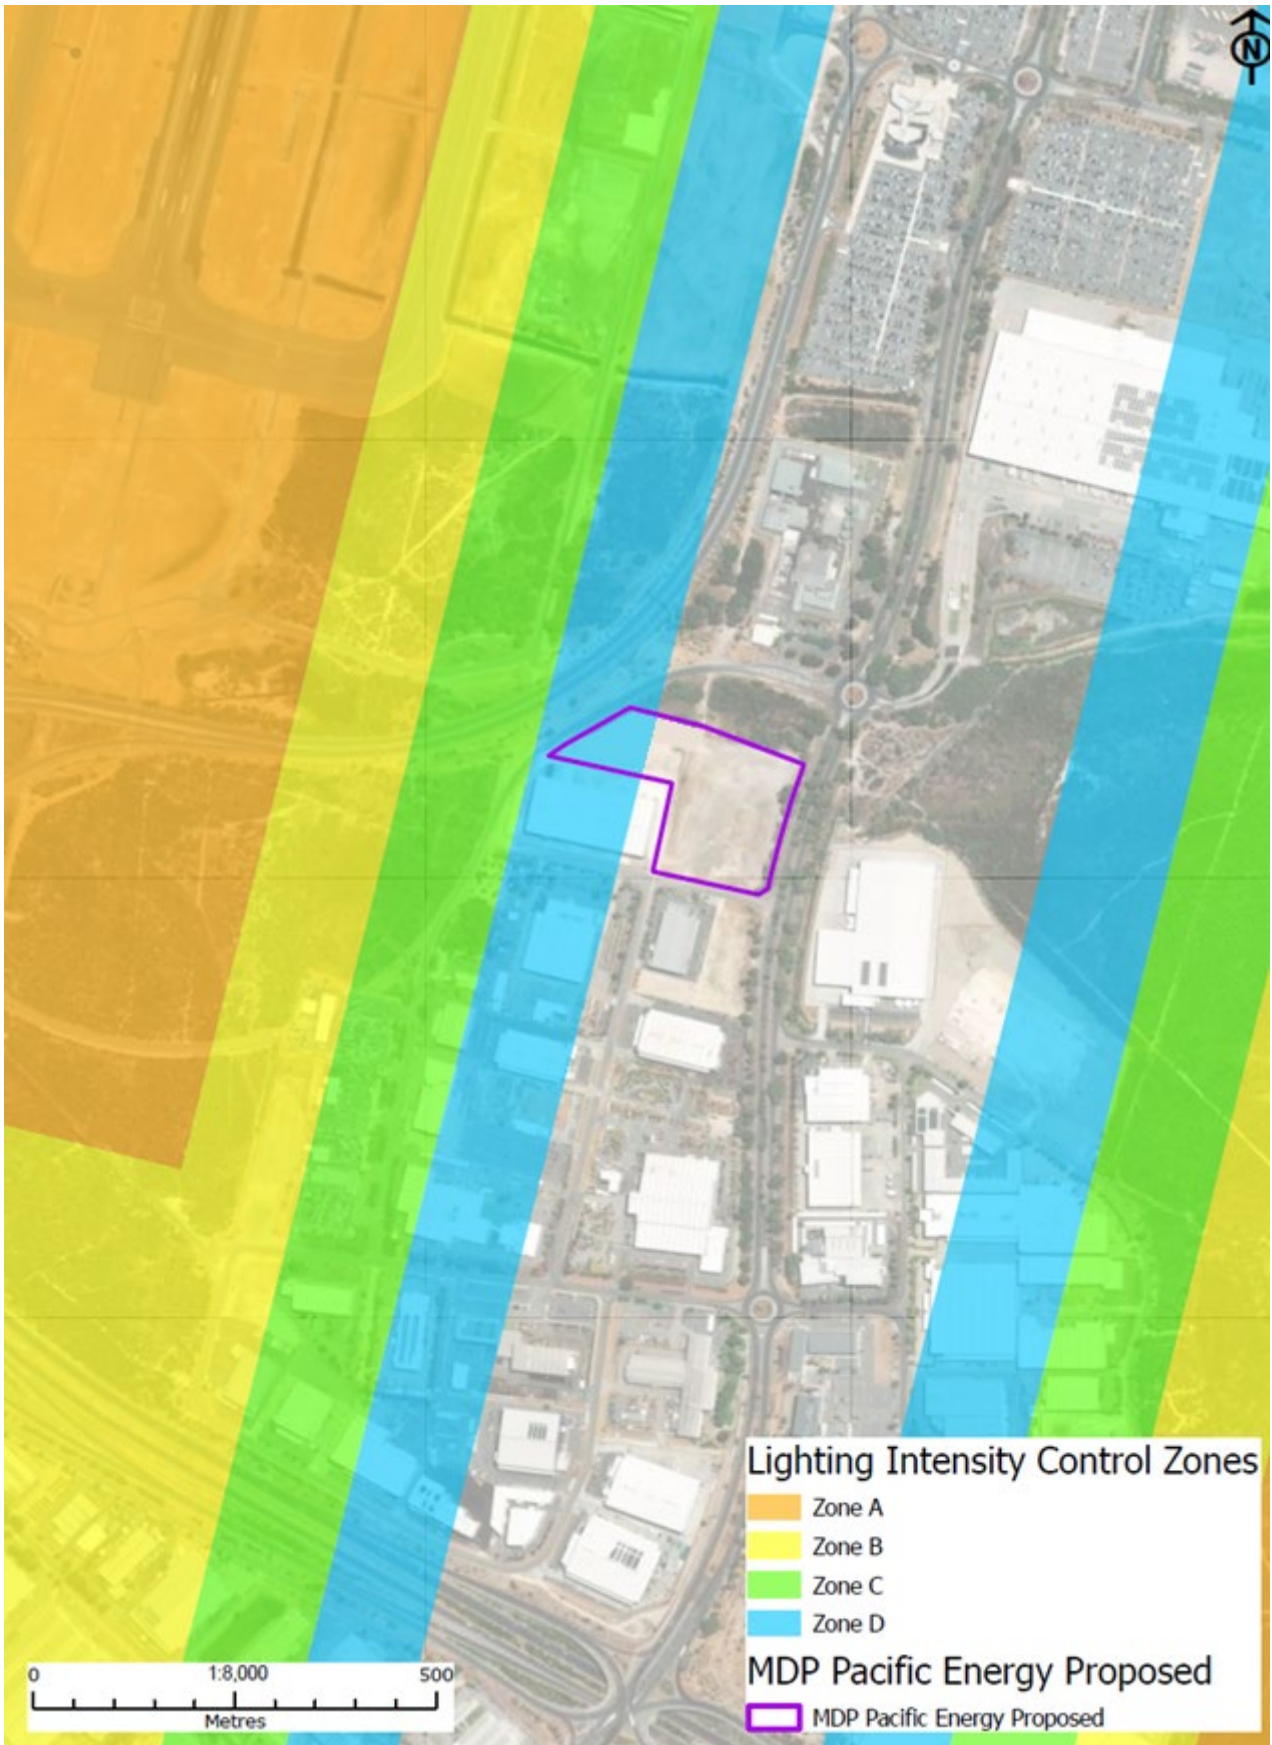 N
Lighting Intensity Control Zones
Zone A
Zone B
Zone C
Zone D
MDP Pacific Energy Proposed
MDP Pacific Energy Proposed
0 1:8,000 500
Metres